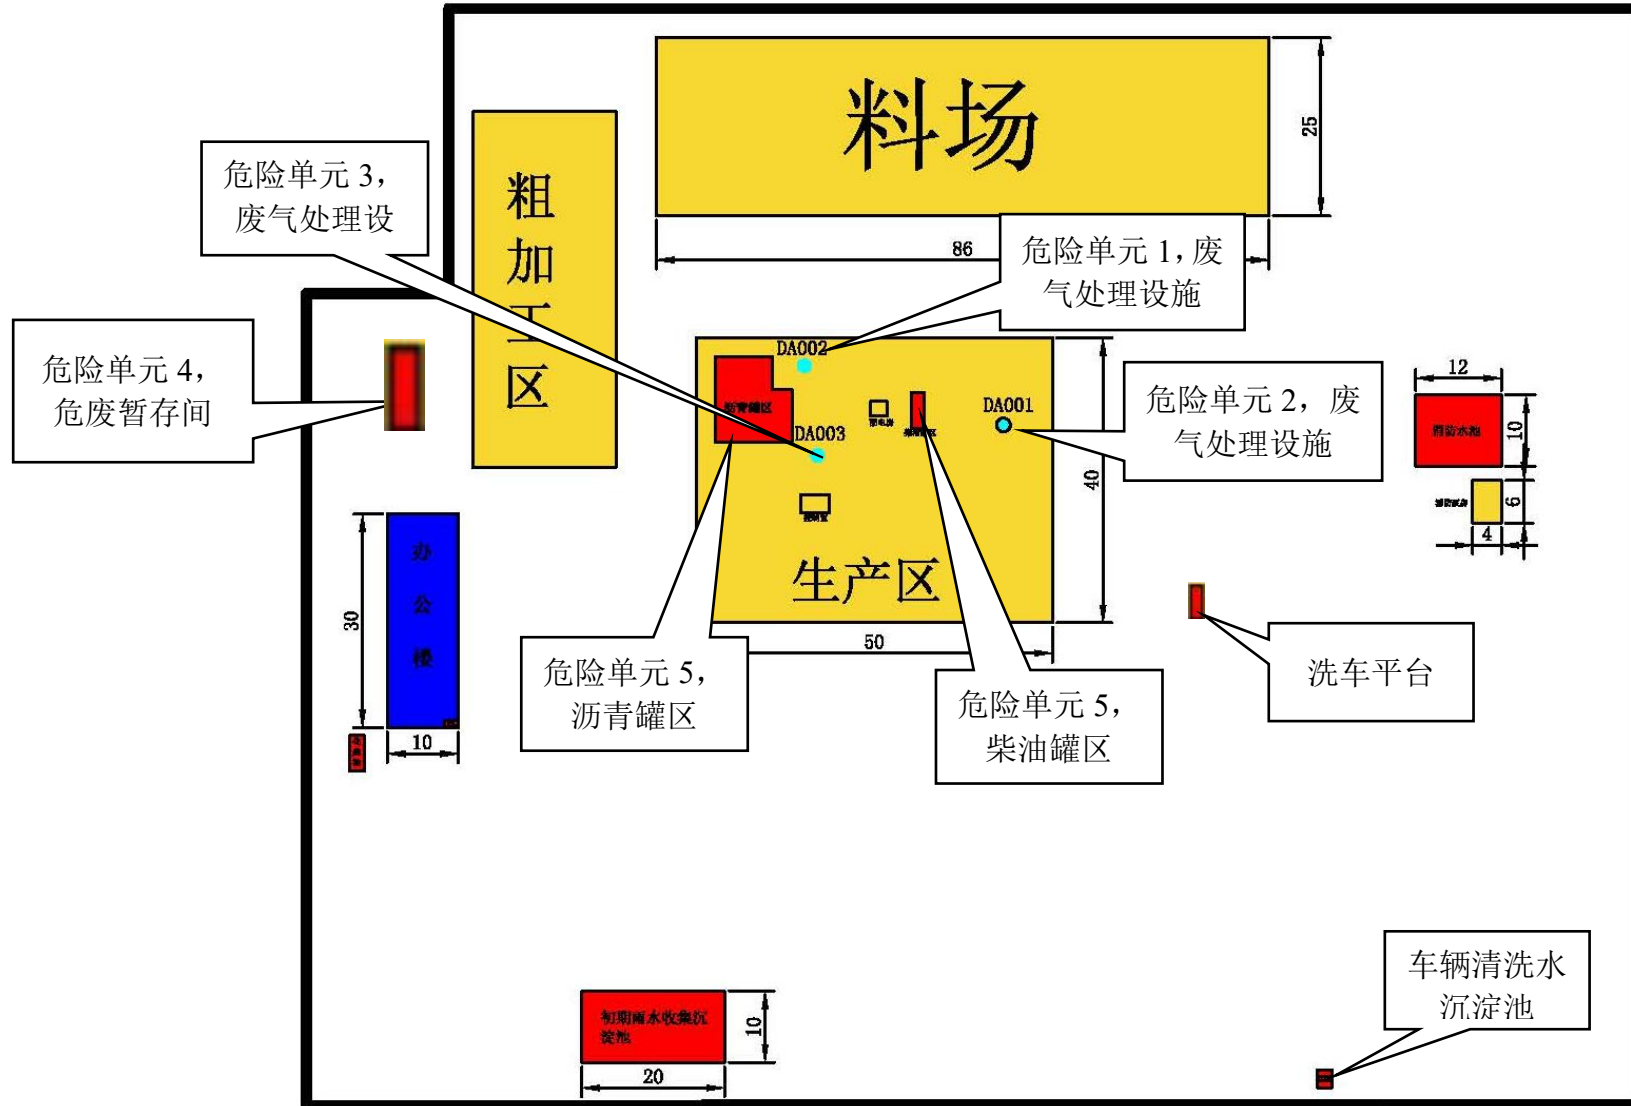 料场
25
86
粗
加
工
区
危险单元 3，
废气处理设
危险单元 1，废
气处理设施
危险单元 4，
危废暂存间
DA002
沥青罐区
DA003
DA001
危险单元 2，废
气处理设施
40
生产区
50
12
消防水池
10
6
4
办
公
楼
30
10
危险单元 5，
沥青罐区
危险单元 5，
柴油罐区
洗车平台
初期雨水收集沉
淀池
10
20
车辆清洗水
沉淀池